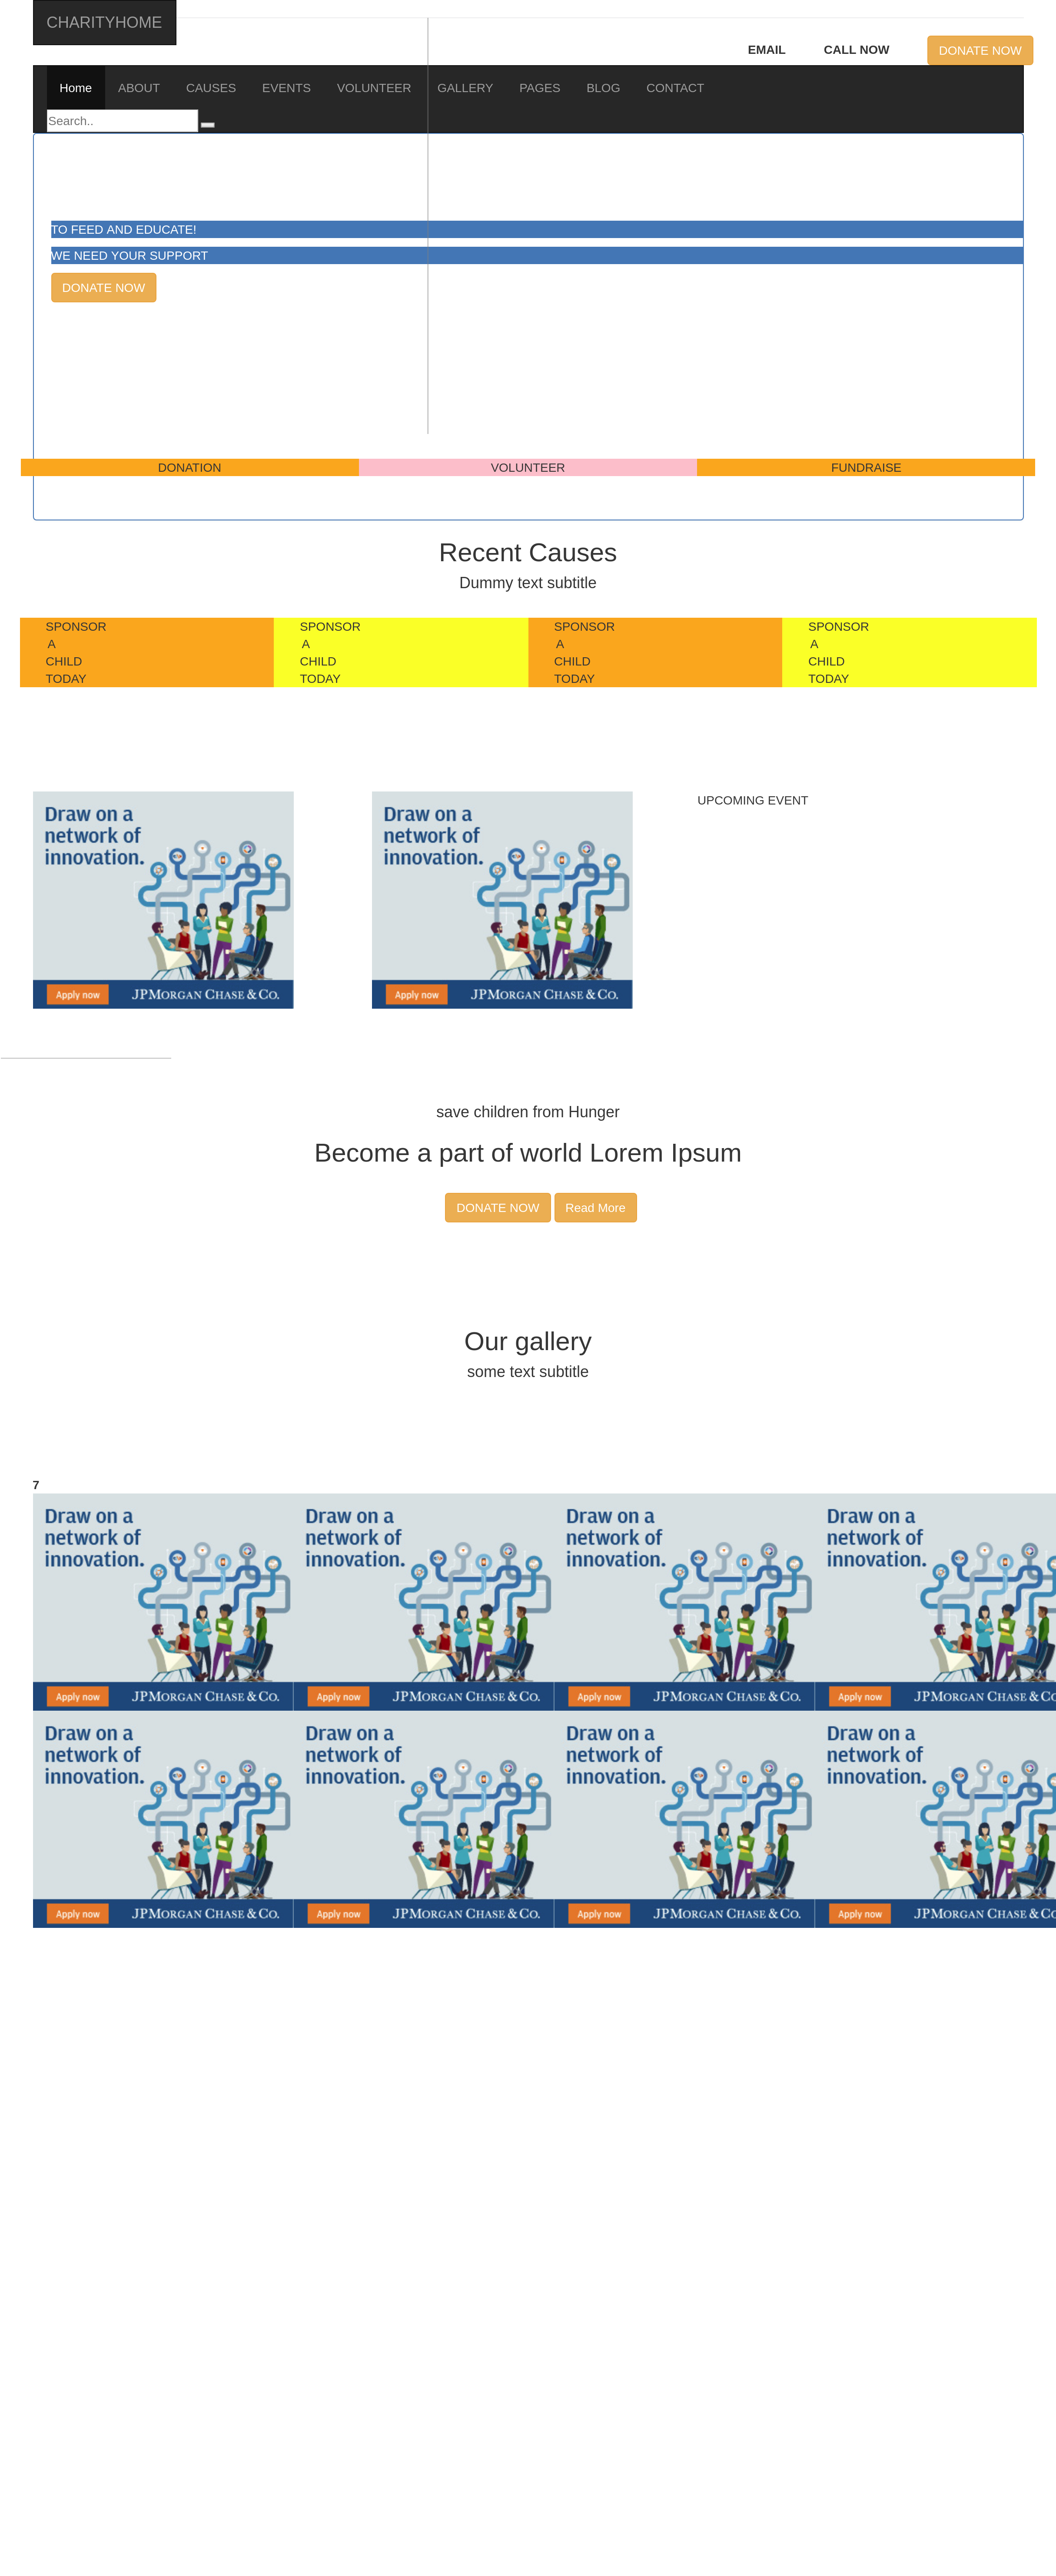 CHARITYHOME
EMAIL CALL NOW DONATE NOW
Home ABOUT CAUSES EVENTS VOLUNTEER GALLERY PAGES BLOG CONTACT
Search..
TO FEED AND EDUCATE!
WE NEED YOUR SUPPORT
DONATE NOW
DONATION VOLUNTEER FUNDRAISE
Recent Causes
Dummy text subtitle
SPONSOR SPONSOR SPONSOR SPONSOR
A A A A
CHILD CHILD CHILD CHILD
TODAY TODAY TODAY TODAY
UPCOMING EVENT
Draw on a Draw on a
network of network of
innovation. innovation.
Apply now JPMORGAN CHASE & CO. Apply now JPMORGAN CHASE & CO.
save children from Hunger
Become a part of world Lorem Ipsum
DONATE NOW Read More
Our gallery
some text subtitle
7
Draw on a Draw on a Draw on a Draw on a
network of network of network of network of
innovation. innovation. innovation. innovation.
Apply now JPMORGAN CHASE & CO. Apply now JPMORGAN CHASE & CO. Apply now JPMORGAN CHASE & CO. Apply now JPMORGAN CHASE & C
Draw on a Draw on a Draw on a Draw on a
network of network of network of network of
innovation. innovation. innovation. innovation.
Apply now JPMORGAN CHASE & CO. Apply now JPMORGAN CHASE & CO. Apply now JPMORGAN CHASE & CO. Apply now JPMORGAN CHASE & C